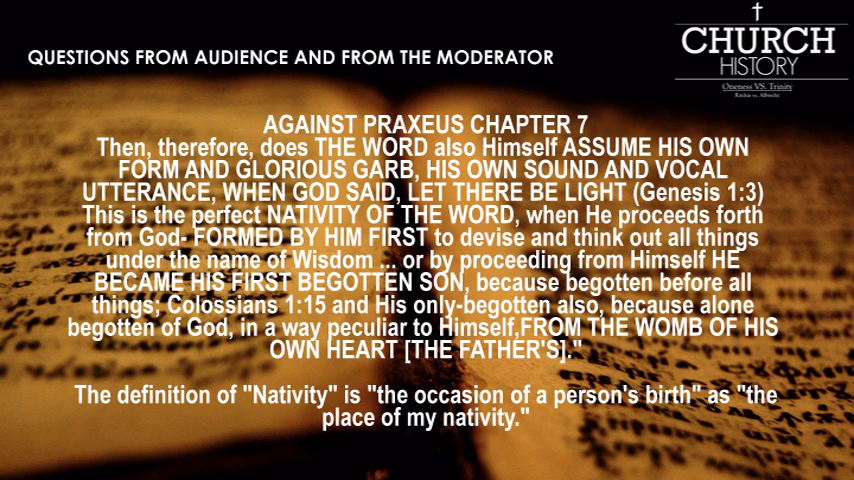 QUESTIONS FROM AUDIENCE AND FROM THE MODERATOR
CHURCH
HISTORY
Oneness VS. Trinity
Ritchie vs. Albrecht
AGAINST PRAXEUS CHAPTER 7
Then, therefore, does THE WORD also Himself ASSUME HIS OWN
FORM AND GLORIOUS GARB, HIS OWN SOUND AND VOCAL
UTTERANCE, WHEN GOD SAID, LET THERE BE LIGHT (Genesis 1:3)
This is the perfect NATIVITY OF THE WORD, when He proceeds forth
from God- FORMED BY HIM FIRST to devise and think out all things
under the name of Wisdom ... or by proceeding from Himself HE
BECAME HIS FIRST BEGOTTEN SON, because begotten before all
things; Colossians 1:15 and His only-begotten also, because alone
begotten of God, in a way peculiar to Himself,FROM THE WOMB OF HIS
OWN HEART [THE FATHER'S]."
The definition of "Nativity" is "the occasion of a person's birth" as "the
place of my nativity."